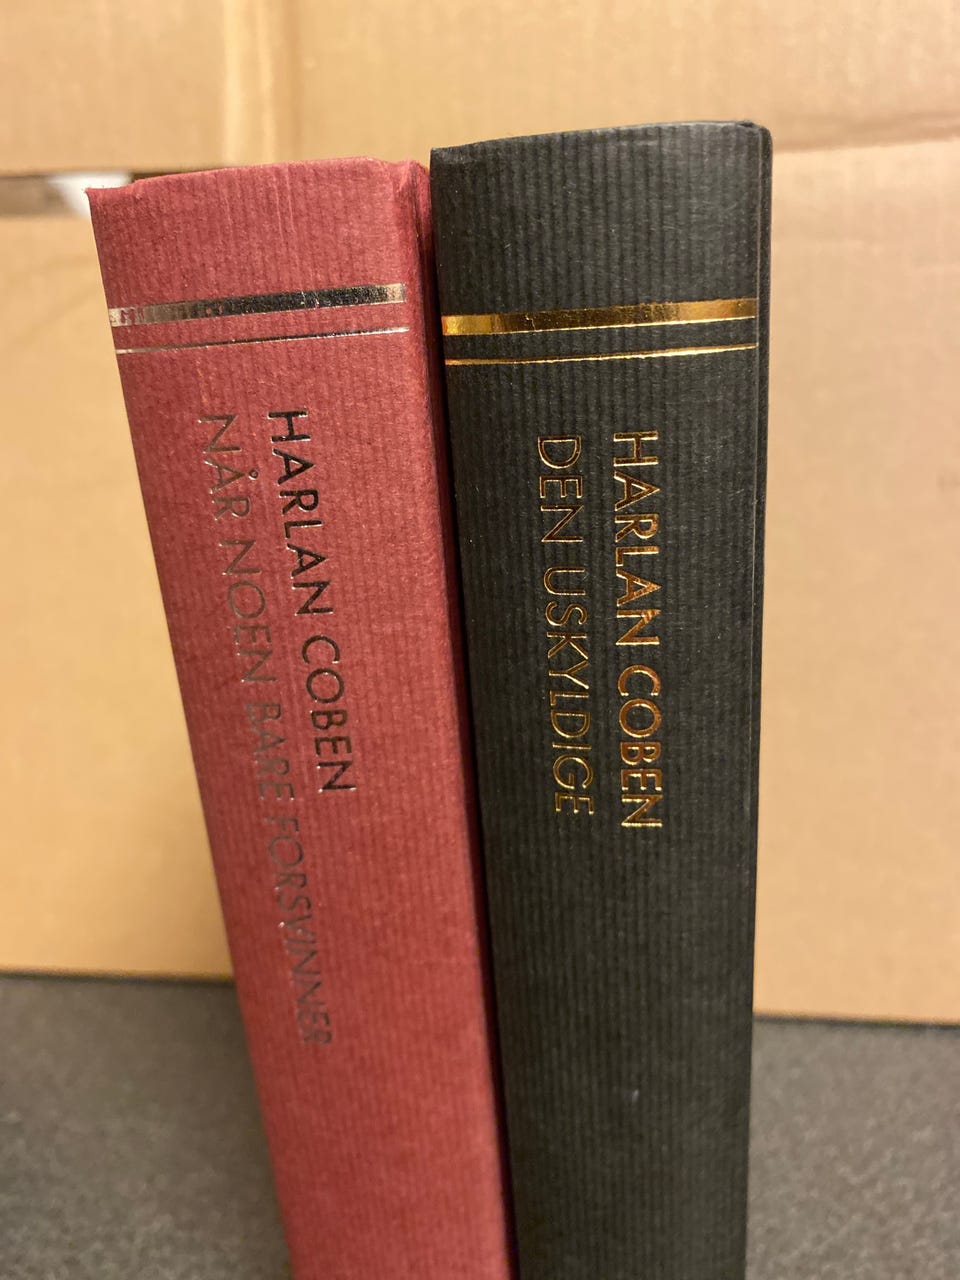 HARLAN COBEN
NÅR NOEN BARE FORSVINNER
HARLAN COBEN
DEN USKYLDIGE